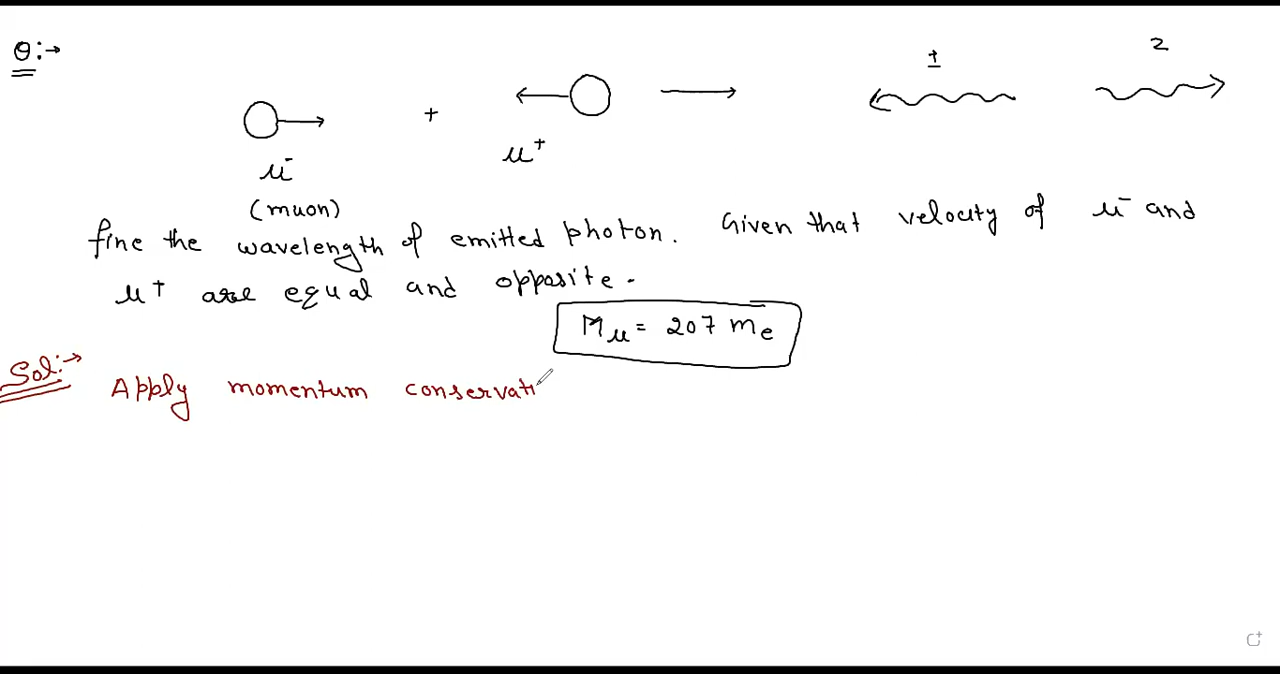 Q:→
1 2
+
μ⁻ μ⁺
(muon)
fine the wavelength of emitted photon. Given that velocity of μ⁻ and
μ⁺ are equal and opposite.
Mμ = 207 me
Sol:→ Apply momentum conservati